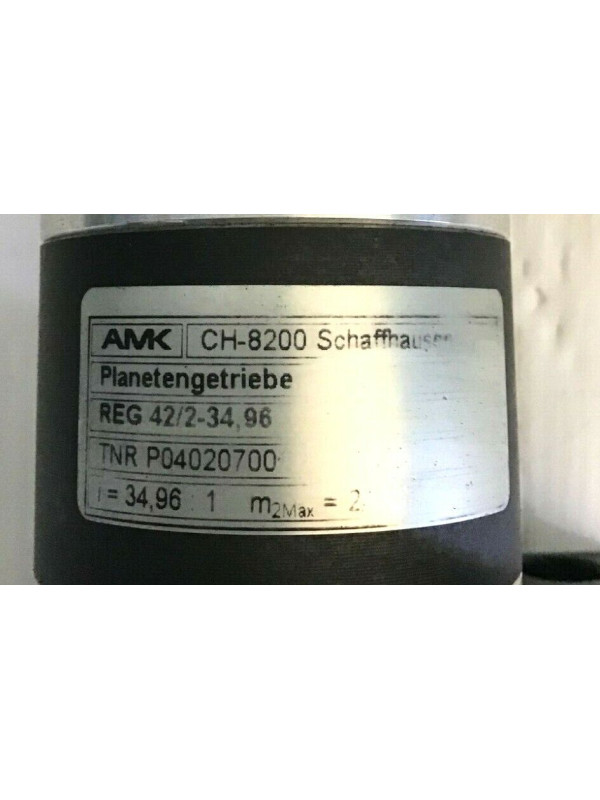 AMK CH-8200 Schaffhausen
Planetengetriebe
REG 42/2-34,96
TNR P04020700
i = 34,96 : 1 m2Max = 2